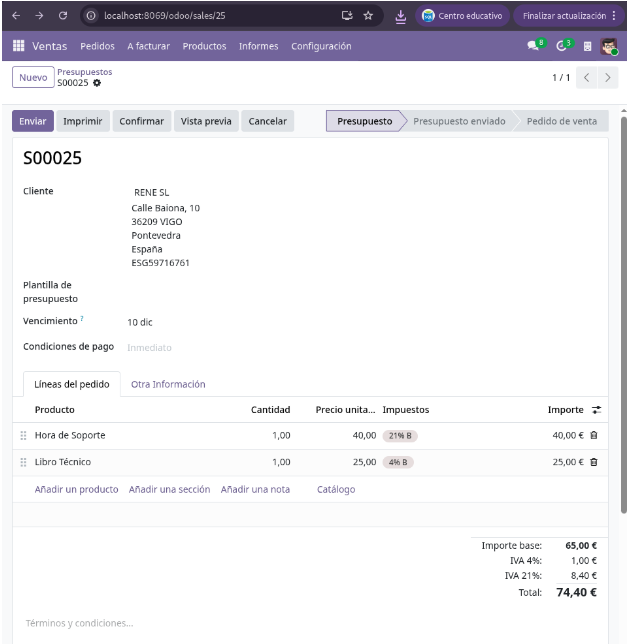 localhost:8069/odoo/sales/25
Centro educativo
Finalizar actualización
Ventas Pedidos A facturar Productos Informes Configuración
8 3
Nuevo
Presupuestos
S00025
1 / 1
Enviar Imprimir Confirmar Vista previa Cancelar
Presupuesto Presupuesto enviado Pedido de venta
S00025
Cliente RENE SL
Calle Baiona, 10
36209 VIGO
Pontevedra
España
ESG59716761
Plantilla de
presupuesto
Vencimiento ? 10 dic
Condiciones de pago Inmediato
Líneas del pedido Otra Información
Producto Cantidad Precio unita... Impuestos Importe
Hora de Soporte 1,00 40,00 21% B 40,00 €
Libro Técnico 1,00 25,00 4% B 25,00 €
Añadir un producto Añadir una sección Añadir una nota Catálogo
Importe base: 65,00 €
IVA 4%: 1,00 €
IVA 21%: 8,40 €
Total: 74,40 €
Términos y condiciones...